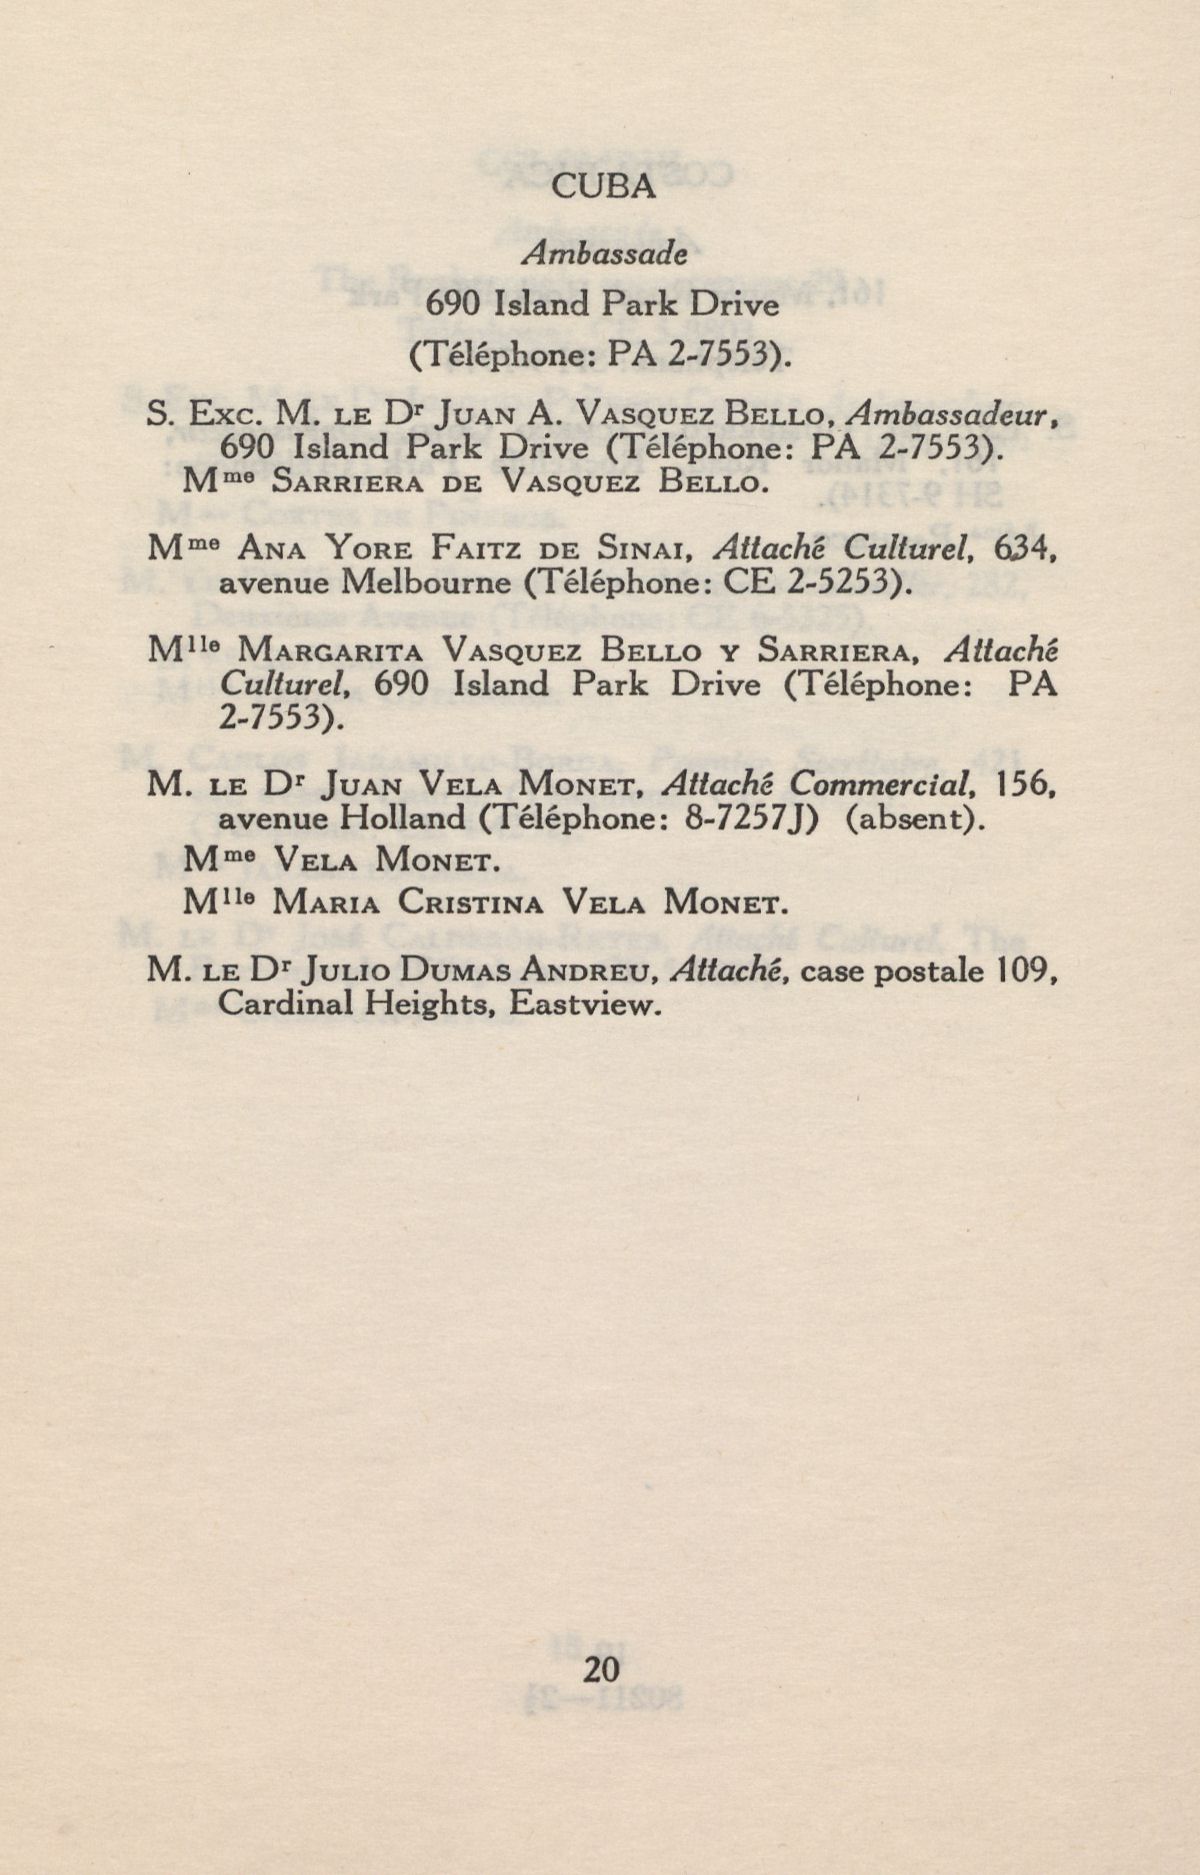 CUBA
Ambassade
690 Island Park Drive
(Téléphone: PA 2-7553).
S. Exc. M. le Dr Juan A. Vasquez Bello, Ambassadeur,
690 Island Park Drive (Téléphone: PA 2-7553).
Mme Sarriera de Vasquez Bello.
Mme Ana Yore Faitz de Sinai, Attaché Culturel, 634,
avenue Melbourne (Téléphone: CE 2-5253).
Mlle Margarita Vasquez Bello y Sarriera, Attaché
Culturel, 690 Island Park Drive (Téléphone: PA
2-7553).
M. le Dr Juan Vela Monet, Attaché Commercial, 156,
avenue Holland (Téléphone: 8-7257J) (absent).
Mme Vela Monet.
Mlle Maria Cristina Vela Monet.
M. le Dr Julio Dumas Andreu, Attaché, case postale 109,
Cardinal Heights, Eastview.
20